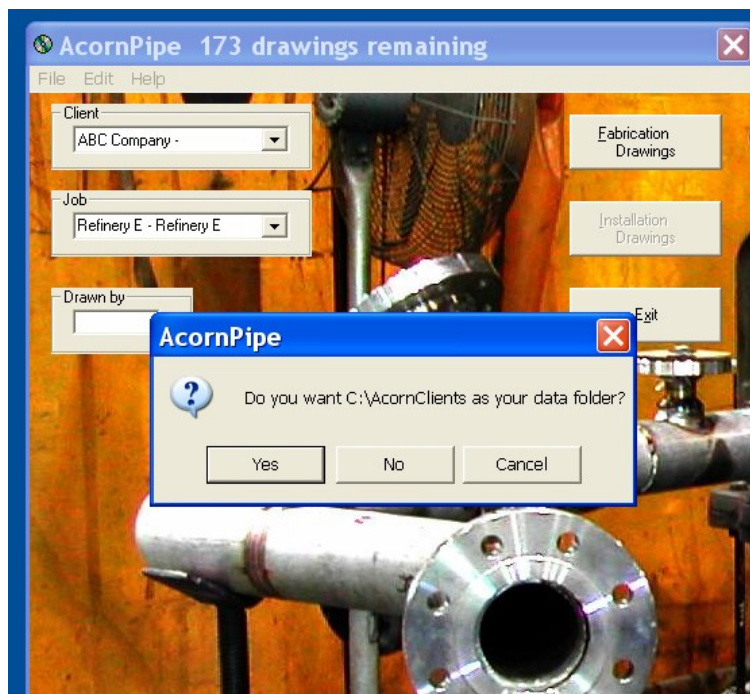 AcornPipe 173 drawings remaining
File Edit Help
Client
ABC Company -
Fabrication
Drawings
Job
Refinery E - Refinery E
Installation
Drawings
Drawn by
Exit
AcornPipe
Do you want C:\AcornClients as your data folder?
Yes No Cancel